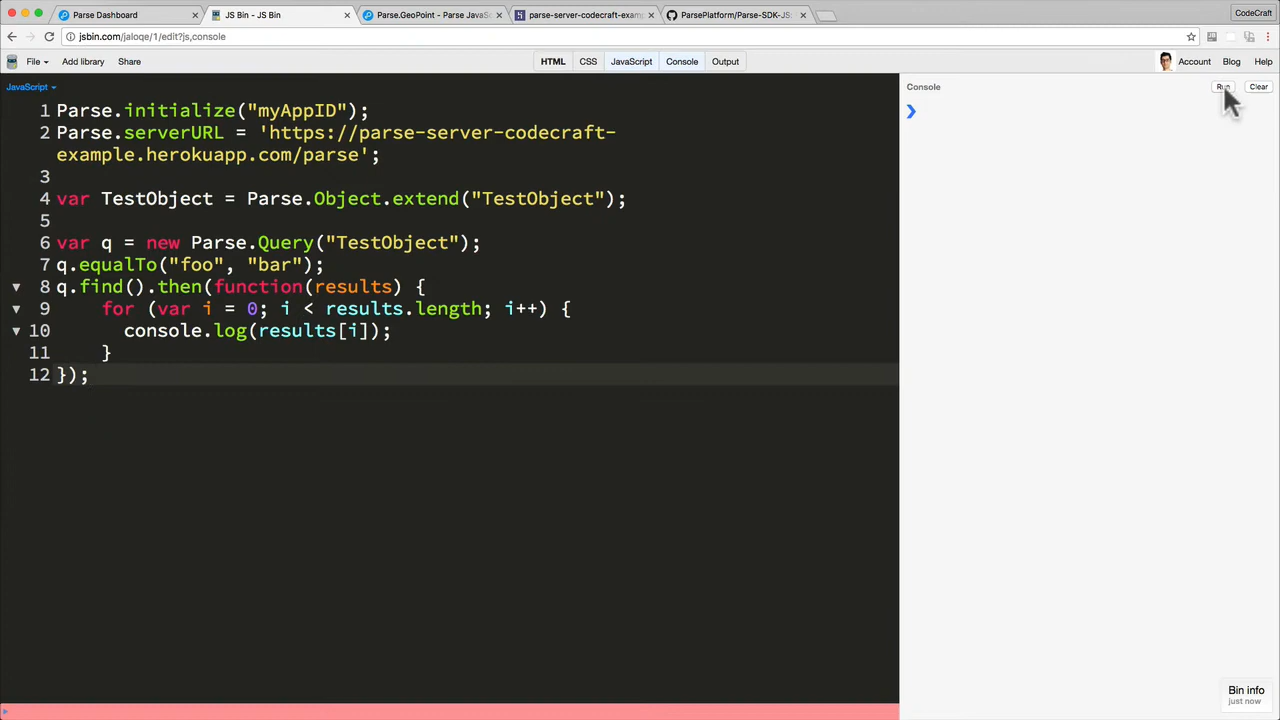 Parse Dashboard
JS Bin - JS Bin
Parse.GeoPoint - Parse JavaS
parse-server-codecraft-exam
ParsePlatform/Parse-SDK-JS:
CodeCraft
jsbin.com/jaloqe/1/edit?js,console
File
Add library
Share
HTML
CSS
JavaScript
Console
Output
Account
Blog
Help
JavaScript
Console
Run
Clear
1 Parse.initialize("myAppID");
2 Parse.serverURL = 'https://parse-server-codecraft-
example.herokuapp.com/parse';
3
4 var TestObject = Parse.Object.extend("TestObject");
5
6 var q = new Parse.Query("TestObject");
7 q.equalTo("foo", "bar");
8 q.find().then(function(results) {
9 for (var i = 0; i < results.length; i++) {
10 console.log(results[i]);
11 }
12 });
Bin info
just now